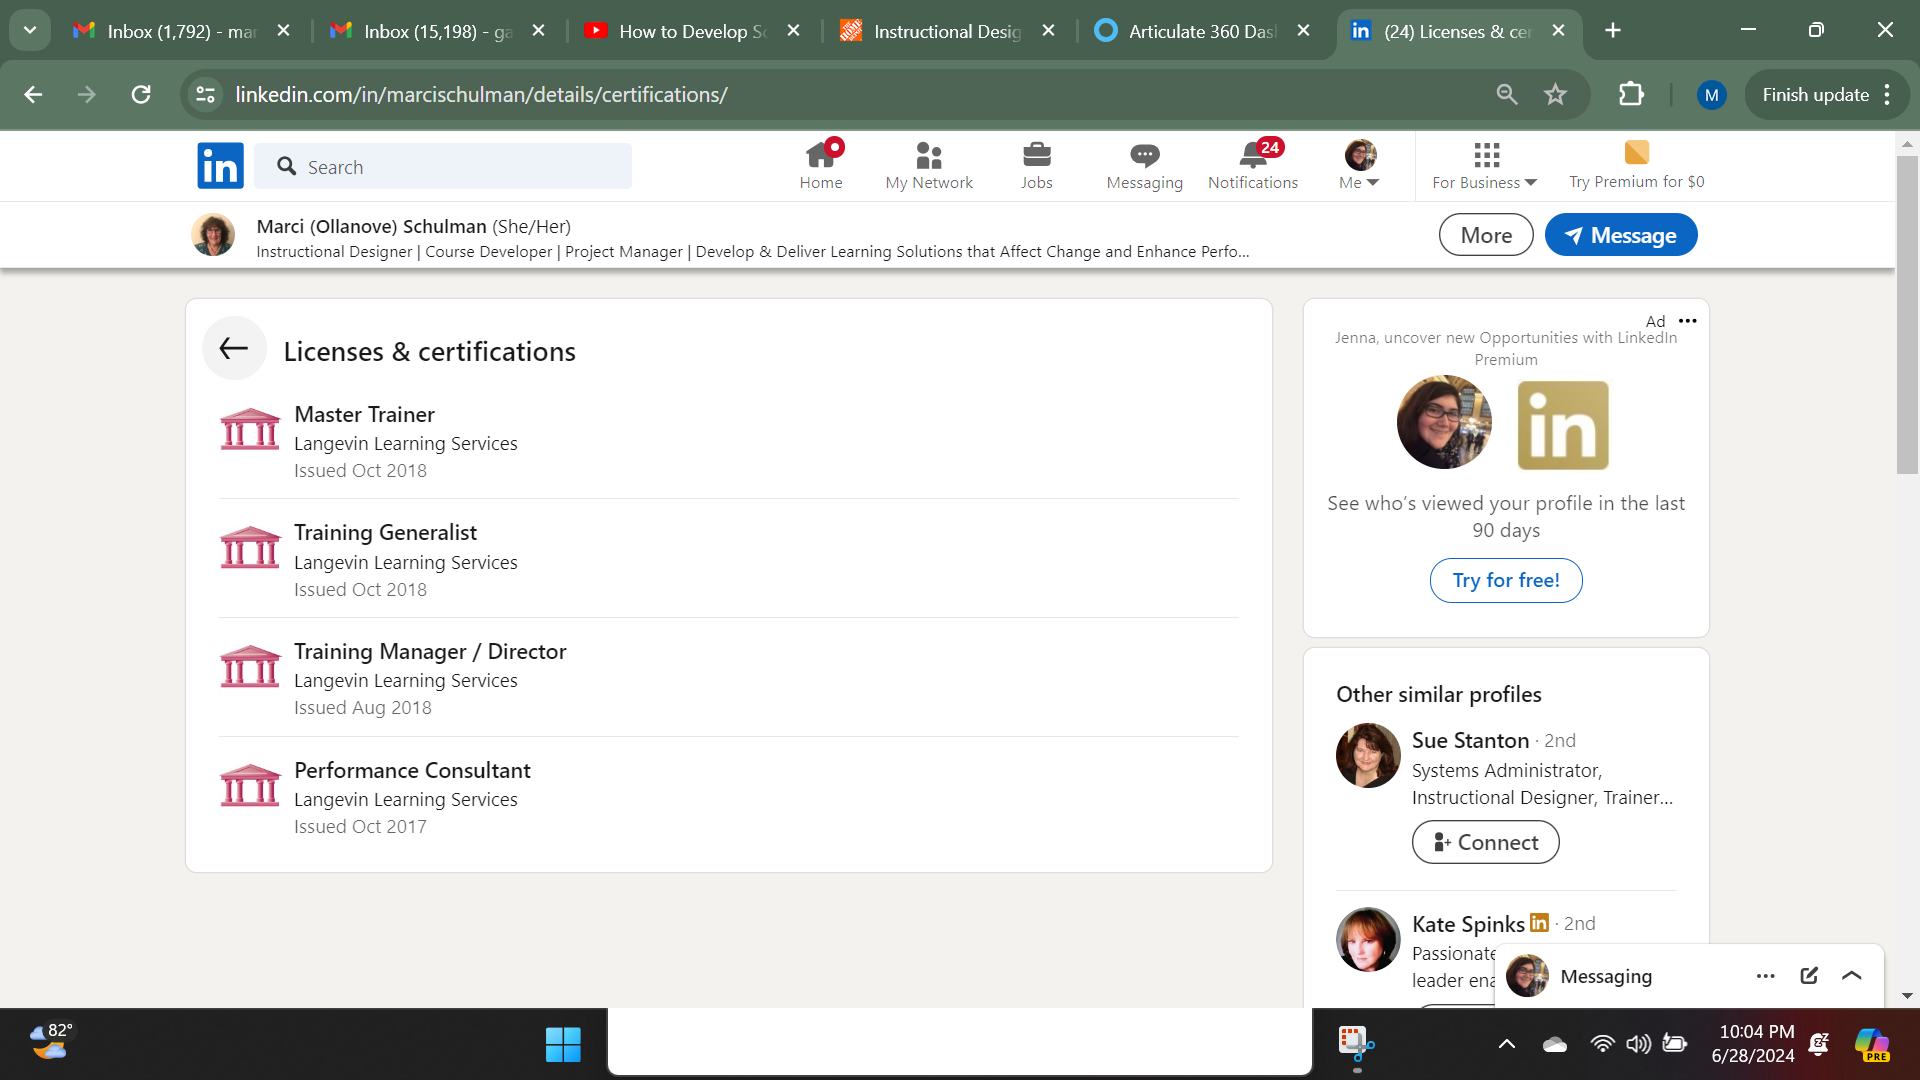 Inbox (1,792) - mar
Inbox (15,198) - ga
How to Develop Sc
Instructional Desig
Articulate 360 Dash
(24) Licenses & cer
linkedin.com/in/marcischulman/details/certifications/
M
Finish update
in
Search
Home
My Network
Jobs
Messaging
24
Notifications
Me
For Business
Try Premium for $0
Marci (Ollanove) Schulman (She/Her)
Instructional Designer | Course Developer | Project Manager | Develop & Deliver Learning Solutions that Affect Change and Enhance Perfo...
More
Message
Licenses & certifications
Master Trainer
Langevin Learning Services
Issued Oct 2018
Training Generalist
Langevin Learning Services
Issued Oct 2018
Training Manager / Director
Langevin Learning Services
Issued Aug 2018
Performance Consultant
Langevin Learning Services
Issued Oct 2017
Ad
Jenna, uncover new Opportunities with LinkedIn
Premium
in
See who's viewed your profile in the last
90 days
Try for free!
Other similar profiles
Sue Stanton · 2nd
Systems Administrator,
Instructional Designer, Trainer...
Connect
Kate Spinks in · 2nd
Passionate
leader ena
Messaging
82°
10:04 PM
6/28/2024
PRE